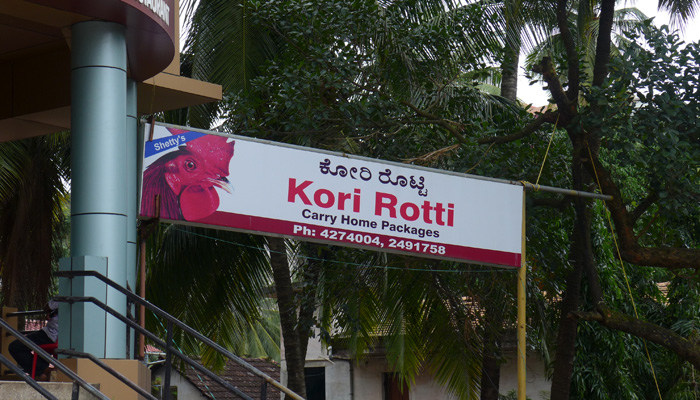 Shetty's
ಕೋರಿ ರೊಟ್ಟಿ
Kori Rotti
Carry Home Packages
Ph: 4274004, 2491758